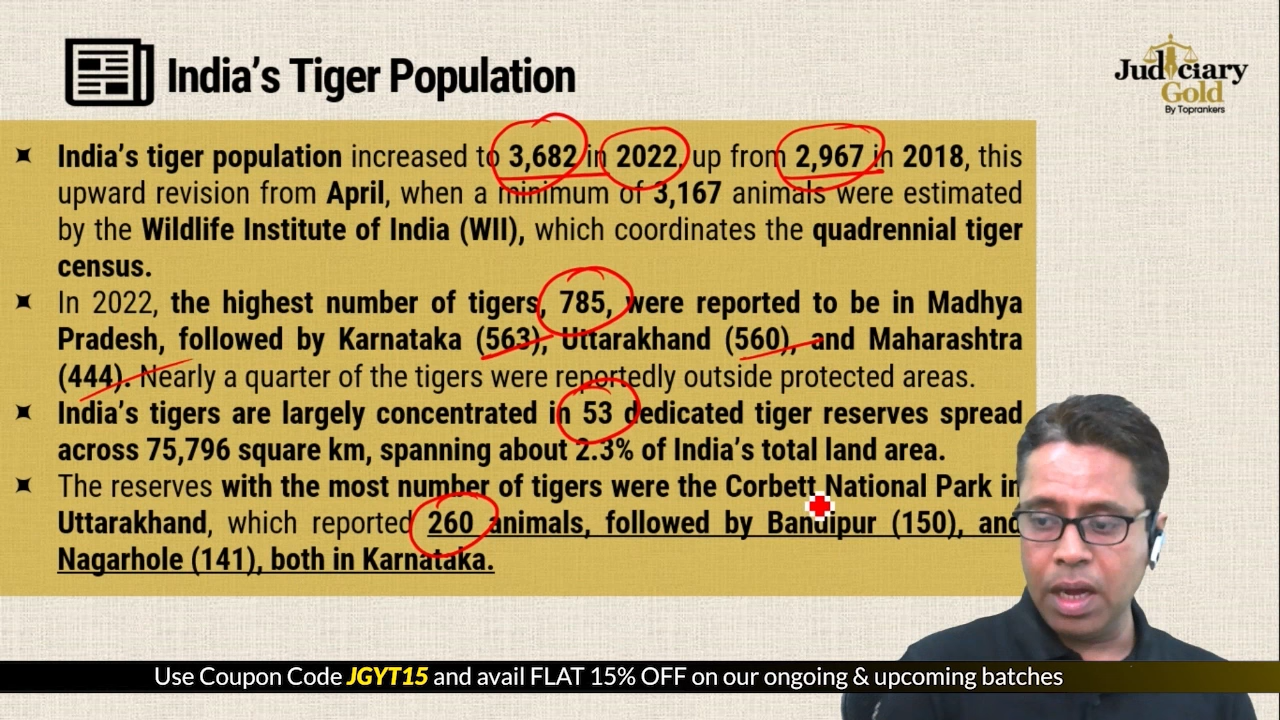 India's Tiger Population
Judiciary
Gold
By Toprankers
India's tiger population increased to 3,682 in 2022, up from 2,967 in 2018, this
upward revision from April, when a minimum of 3,167 animals were estimated
by the Wildlife Institute of India (WII), which coordinates the quadrennial tiger
census.
In 2022, the highest number of tigers, 785, were reported to be in Madhya
Pradesh, followed by Karnataka (563), Uttarakhand (560), and Maharashtra
(444). Nearly a quarter of the tigers were reportedly outside protected areas.
India's tigers are largely concentrated in 53 dedicated tiger reserves spread
across 75,796 square km, spanning about 2.3% of India's total land area.
The reserves with the most number of tigers were the Corbett National Park in
Uttarakhand, which reported 260 animals, followed by Bandipur (150), and
Nagarhole (141), both in Karnataka.
Use Coupon Code JGYT15 and avail FLAT 15% OFF on our ongoing & upcoming batches